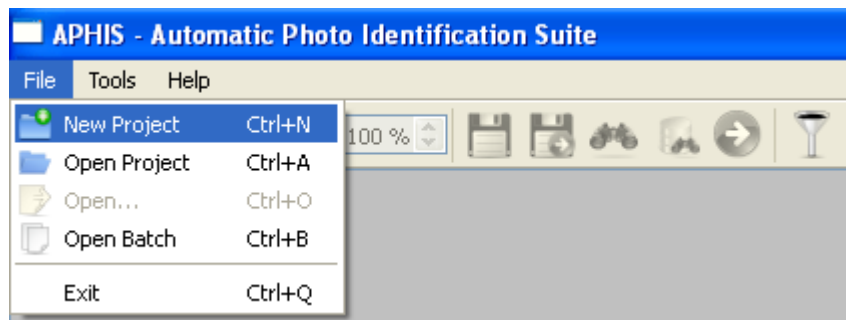 APHIS - Automatic Photo Identification Suite
File Tools Help
New Project Ctrl+N
100 %
Open Project Ctrl+A
Open... Ctrl+O
Open Batch Ctrl+B
Exit Ctrl+Q